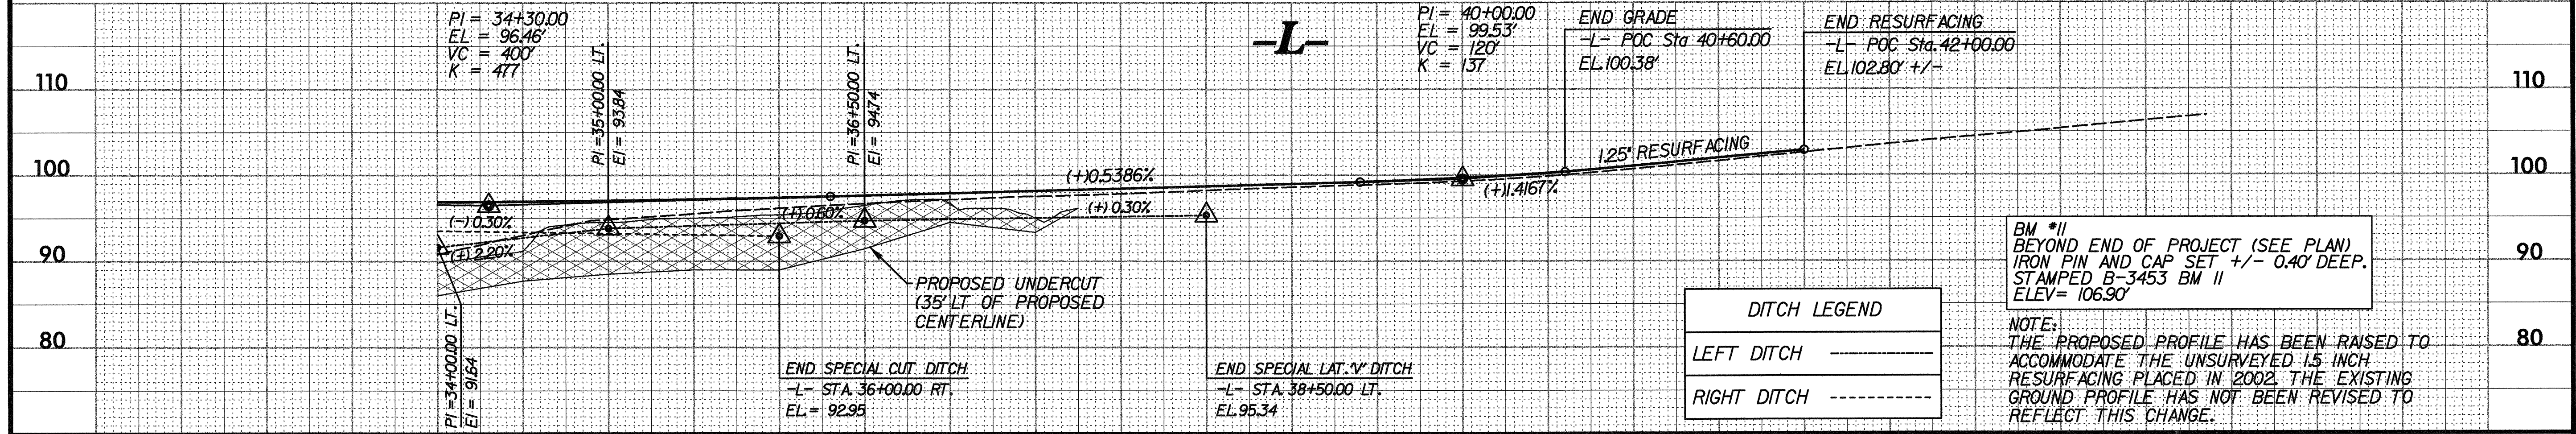 PI = 34+30.00
EL = 96.46'
VC = 400'
K = 477
PI =35+00.00 LT.
El = 93.84
PI =36+50.00 LT.
El = 94.74
-L-
PI = 40+00.00
EL = 99.53'
VC = 120'
K = 137
END GRADE
-L- POC Sta 40+60.00
EL.100.38'
END RESURFACING
-L- POC Sta. 42+00.00
EL.102.80' +/-
110
110
100
100
90
90
80
80
(-) 0.30%
(+) 2.20%
(+) 0.60%
(+)0.5386%
(+) 0.30%
(+)1.4167%
1.25" RESURFACING
PROPOSED UNDERCUT
(35' LT OF PROPOSED
CENTERLINE)
PI =34+00.00 LT.
El = 91.64
END SPECIAL CUT DITCH
-L- STA. 36+00.00 RT.
EL.= 92.95
END SPECIAL LAT. 'V' DITCH
-L- STA. 38+50.00 LT.
EL.95.34
DITCH LEGEND
LEFT DITCH
RIGHT DITCH
BM #11
BEYOND END OF PROJECT (SEE PLAN)
IRON PIN AND CAP SET +/- 0.40' DEEP.
STAMPED B-3453 BM 11
ELEV= 106.90'
NOTE:
THE PROPOSED PROFILE HAS BEEN RAISED TO
ACCOMMODATE THE UNSURVEYED 1.5 INCH
RESURFACING PLACED IN 2002. THE EXISTING
GROUND PROFILE HAS NOT BEEN REVISED TO
REFLECT THIS CHANGE.